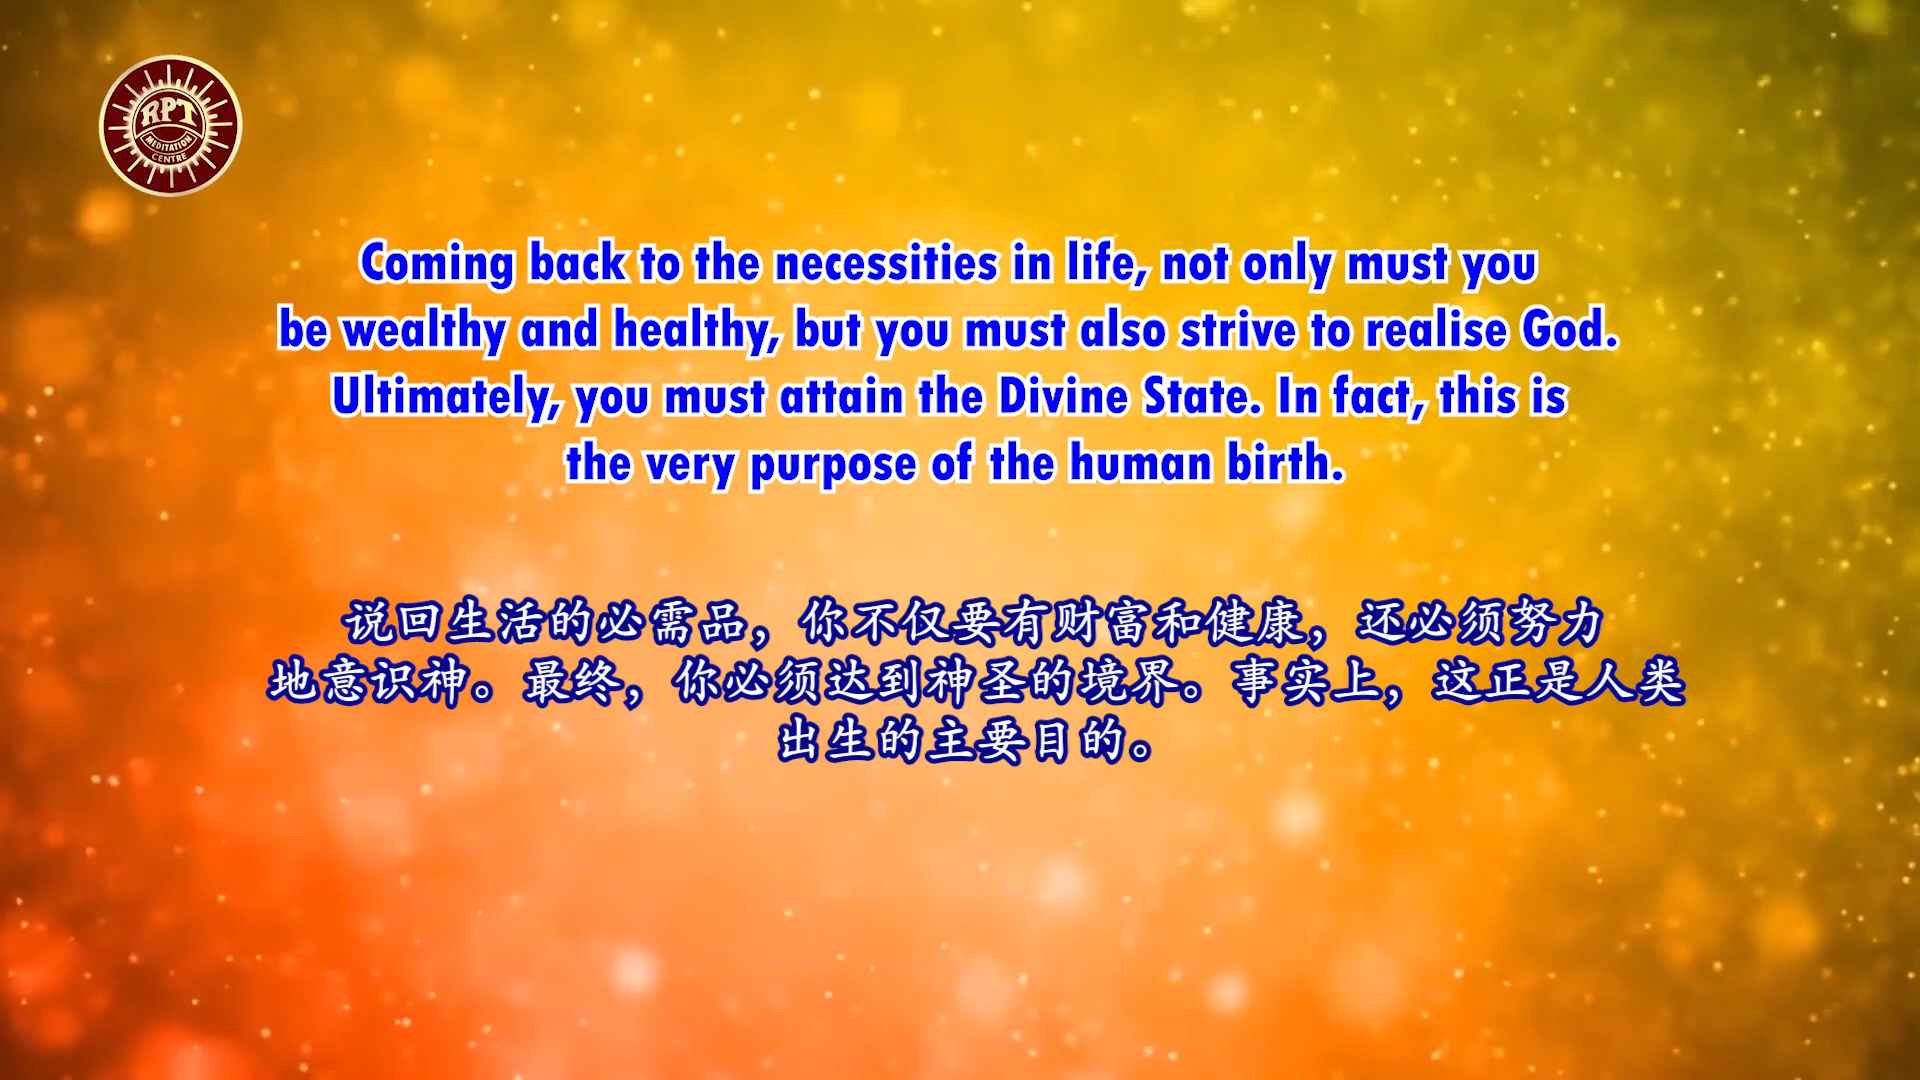 RPT
MEDITATION
CENTRE
Coming back to the necessities in life, not only must you
be wealthy and healthy, but you must also strive to realise God.
Ultimately, you must attain the Divine State. In fact, this is
the very purpose of the human birth.
说回生活的必需品，你不仅要有财富和健康，还必须努力
地意识神。最终，你必须达到神圣的境界。事实上，这正是人类
出生的主要目的。